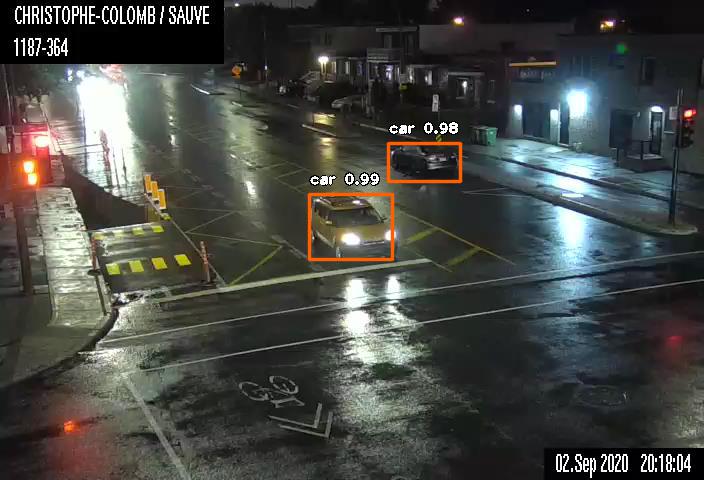 CHRISTOPHE-COLOMB / SAUVE
1187-364
car 0.98
car 0.99
02.Sep 2020 20:18:04